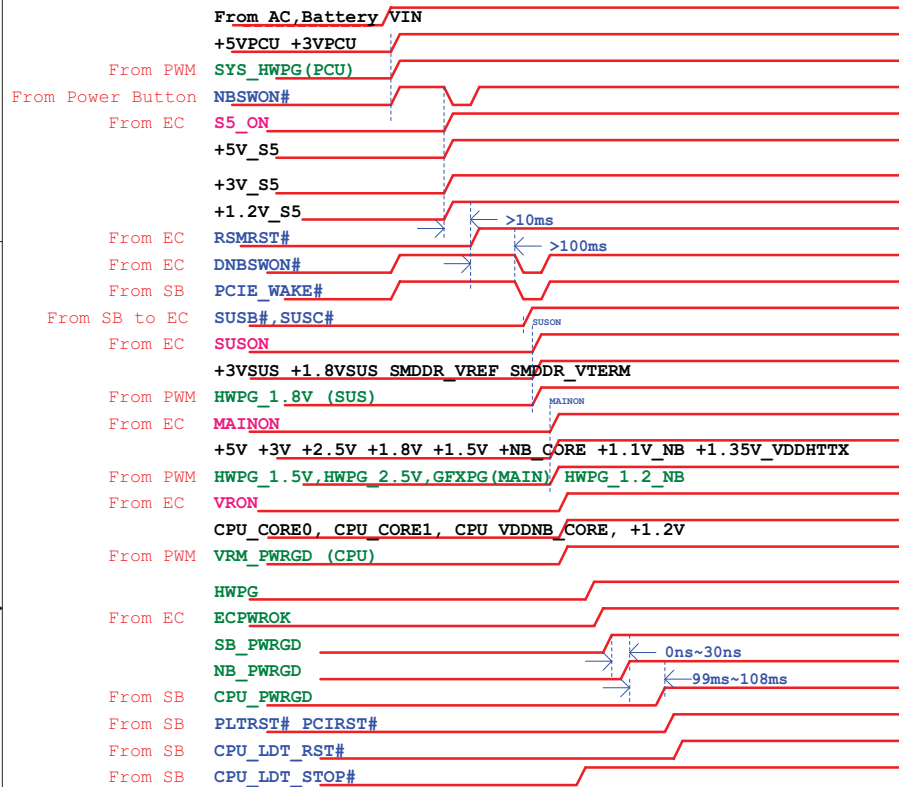 From AC,Battery VIN
+5VPCU +3VPCU
From PWM SYS_HWPG(PCU)
From Power Button NBSWON#
From EC S5_ON
+5V_S5
+3V_S5
+1.2V_S5
>10ms
From EC RSMRST#
From EC DNBSWON#
>100ms
From SB PCIE_WAKE#
From SB to EC SUSB#,SUSC#
SUSON
From EC SUSON
+3VSUS +1.8VSUS SMDDR_VREF SMDDR_VTERM
From PWM HWPG_1.8V (SUS)
MAINON
From EC MAINON
+5V +3V +2.5V +1.8V +1.5V +NB_CORE +1.1V_NB +1.35V_VDDHTTX
From PWM HWPG_1.5V,HWPG_2.5V,GFXPG(MAIN) HWPG_1.2_NB
From EC VRON
CPU_CORE0, CPU_CORE1, CPU VDDNB_CORE, +1.2V
From PWM VRM_PWRGD (CPU)
HWPG
From EC ECPWROK
SB_PWRGD
0ns~30ns
NB_PWRGD
99ms~108ms
From SB CPU_PWRGD
From SB PLTRST# PCIRST#
From SB CPU_LDT_RST#
From SB CPU_LDT_STOP#